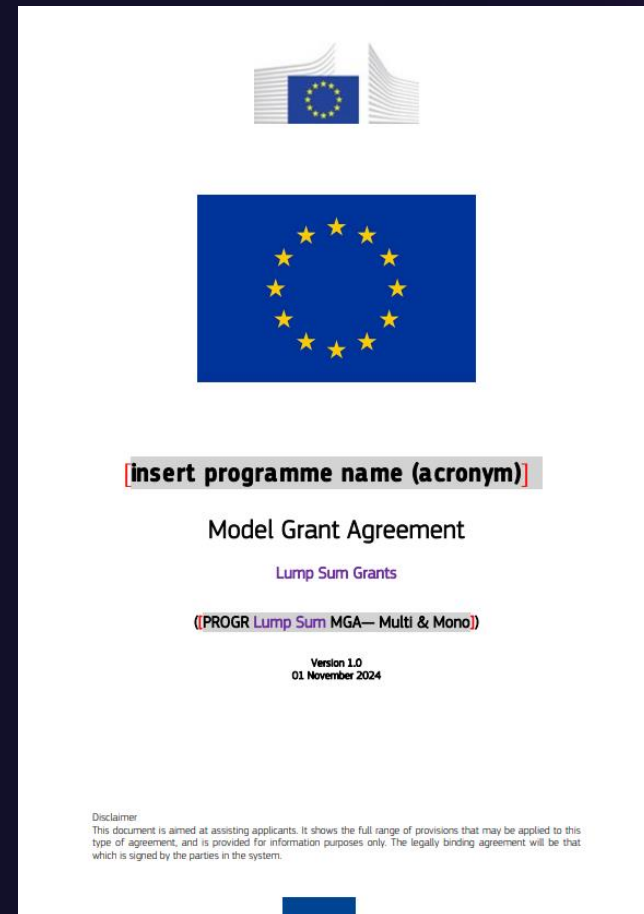 [insert programme name (acronym)]
Model Grant Agreement
Lump Sum Grants
([PROGR Lump Sum MGA— Multi & Mono])
Version 1.0
01 November 2024
Disclaimer
This document is aimed at assisting applicants. It shows the full range of provisions that may be applied to this
type of agreement, and is provided for information purposes only. The legally binding agreement will be that
which is signed by the parties in the system.